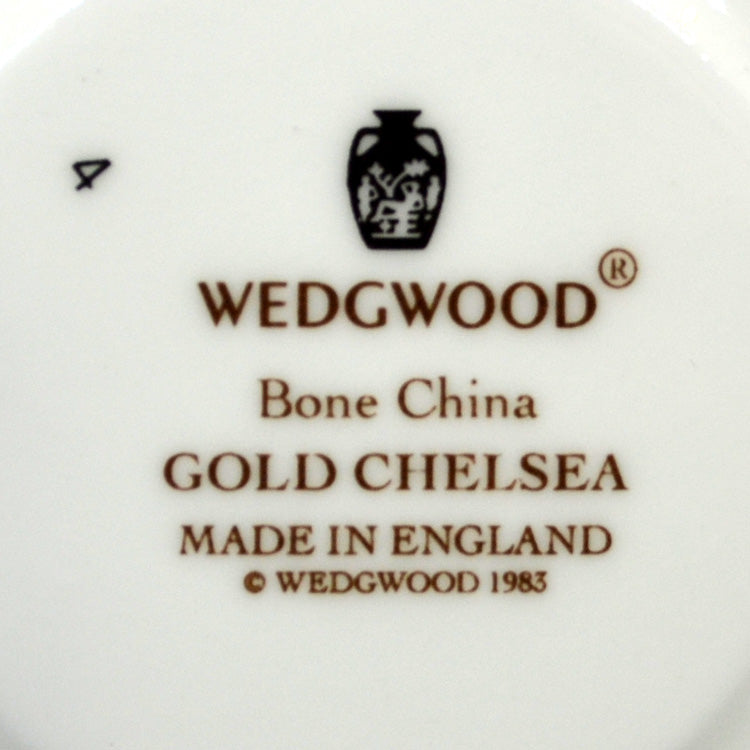 4
WEDGWOOD®
Bone China
GOLD CHELSEA
MADE IN ENGLAND
© WEDGWOOD 1983